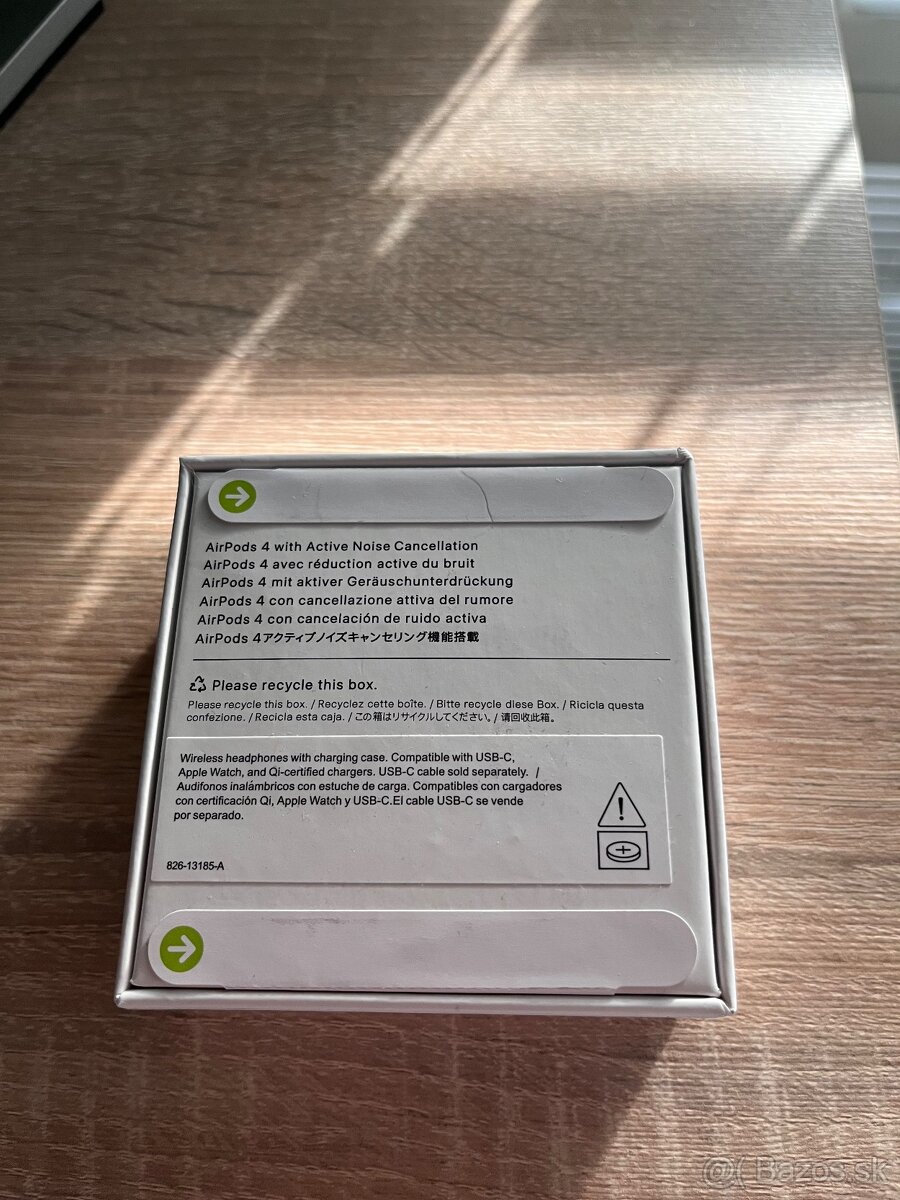 AirPods 4 with Active Noise Cancellation
AirPods 4 avec réduction active du bruit
AirPods 4 mit aktiver Geräuschunterdrückung
AirPods 4 con cancellazione attiva del rumore
AirPods 4 con cancelación de ruido activa
AirPods 4アクティブノイズキャンセリング機能搭載
Please recycle this box.
Please recycle this box. / Recyclez cette boîte. / Bitte recycle diese Box. / Ricicla questa
confezione. / Recicla esta caja. / この箱はリサイクルしてください。/ 请回收此箱。
Wireless headphones with charging case. Compatible with USB-C,
Apple Watch, and Qi-certified chargers. USB-C cable sold separately. /
Audifonos inalámbricos con estuche de carga. Compatibles con cargadores
con certificación Qi, Apple Watch y USB-C.El cable USB-C se vende
por separado.
826-13185-A
Bazos.sk